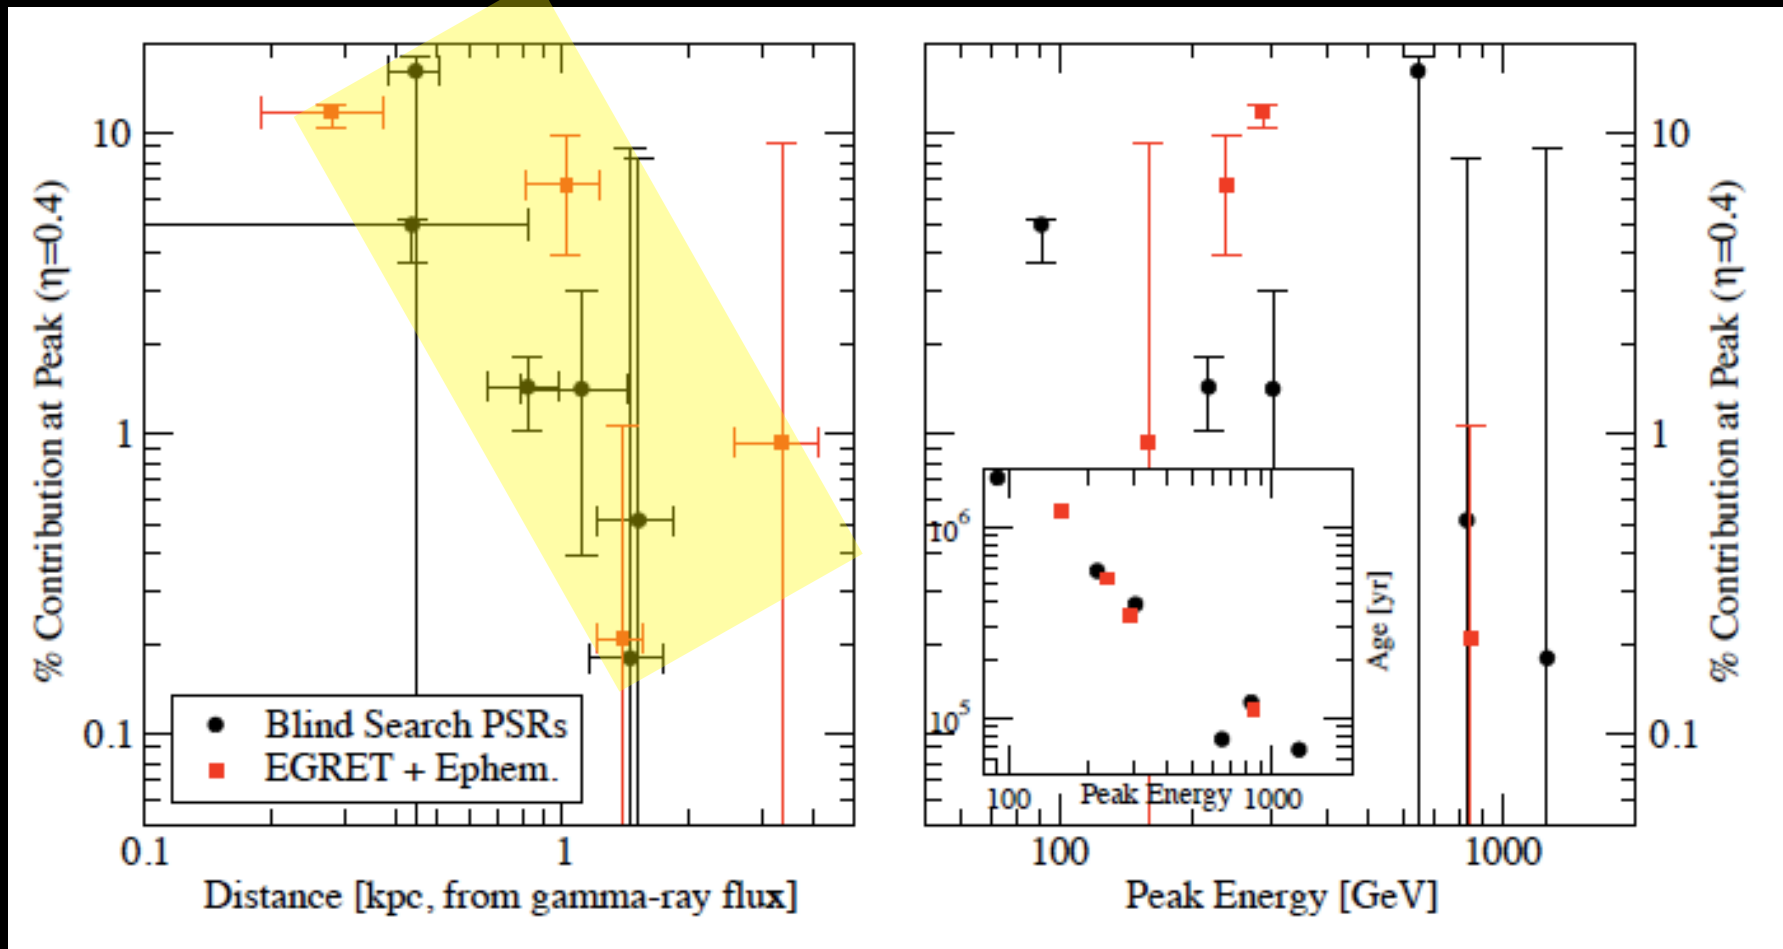 % Contribution at Peak (η=0.4)
10
1
0.1
Blind Search PSRs
EGRET + Ephem.
0.1
1
Distance [kpc, from gamma-ray flux]
10
1
0.1
% Contribution at Peak (η=0.4)
10⁶
10⁵
Age [yr]
100
Peak Energy
1000
100
1000
Peak Energy [GeV]